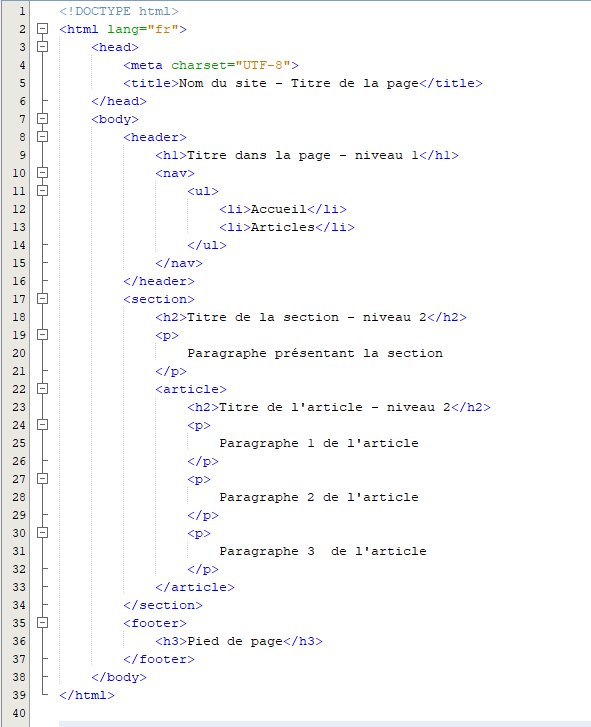 1 <!DOCTYPE html>
2 <html lang="fr">
3 <head>
4 <meta charset="UTF-8">
5 <title>Nom du site - Titre de la page</title>
6 </head>
7 <body>
8 <header>
9 <h1>Titre dans la page - niveau 1</h1>
10 <nav>
11 <ul>
12 <li>Accueil</li>
13 <li>Articles</li>
14 </ul>
15 </nav>
16 </header>
17 <section>
18 <h2>Titre de la section - niveau 2</h2>
19 <p>
20 Paragraphe présentant la section
21 </p>
22 <article>
23 <h2>Titre de l'article - niveau 2</h2>
24 <p>
25 Paragraphe 1 de l'article
26 </p>
27 <p>
28 Paragraphe 2 de l'article
29 </p>
30 <p>
31 Paragraphe 3  de l'article
32 </p>
33 </article>
34 </section>
35 <footer>
36 <h3>Pied de page</h3>
37 </footer>
38 </body>
39 </html>
40